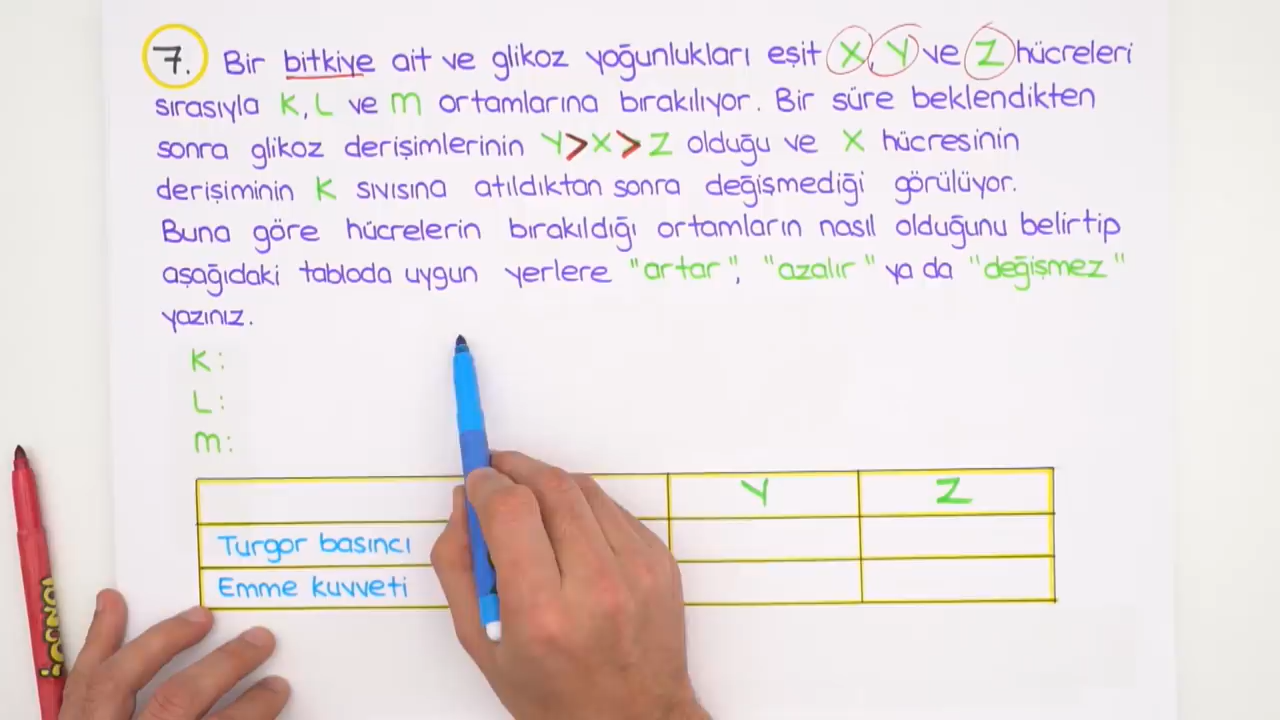 7. Bir bitkiye ait ve glikoz yoğunlukları eşit X, Y ve Z hücreleri
sırasıyla K, L ve M ortamlarına bırakılıyor. Bir süre beklendikten
sonra glikoz derişimlerinin Y>X>Z olduğu ve X hücresinin
derişiminin K sıvısına atıldıktan sonra değişmediği görülüyor.
Buna göre hücrelerin bırakıldığı ortamların nasıl olduğunu belirtip
aşağıdaki tabloda uygun yerlere "artar", "azalır" ya da "değişmez"
yazınız.
K:
L:
M:
Y Z
Turgor basıncı
Emme kuvveti